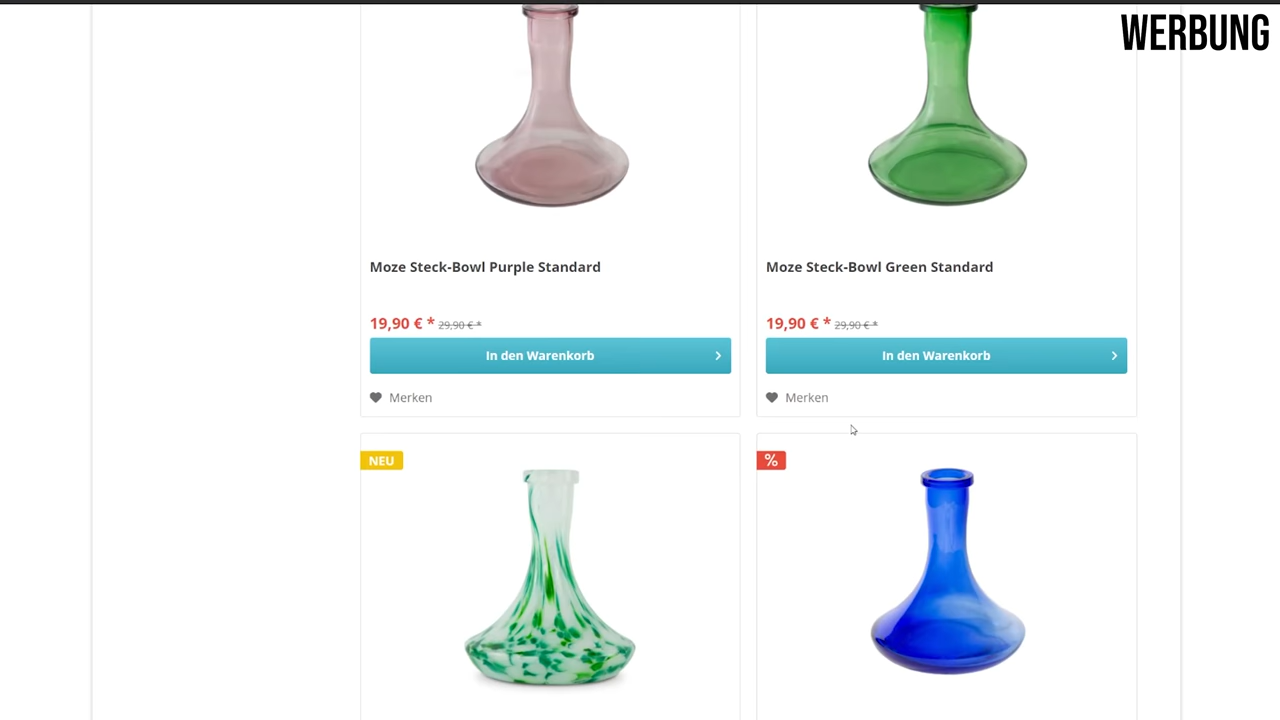 WERBUNG
Moze Steck-Bowl Purple Standard
Moze Steck-Bowl Green Standard
19,90 € * 29,90 € *
19,90 € * 29,90 € *
In den Warenkorb
In den Warenkorb
Merken
Merken
NEU
%